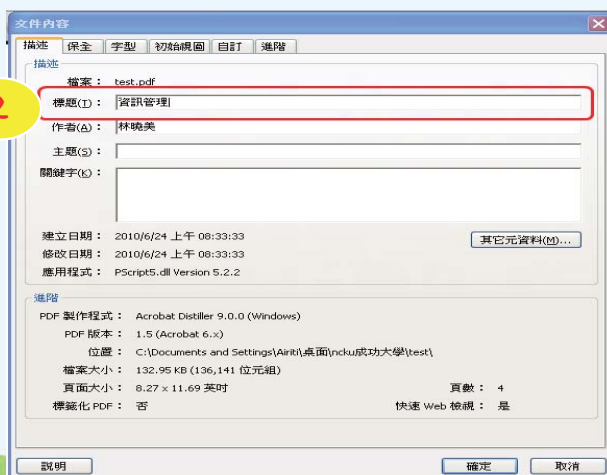 文件內容
描述 保全 字型 初始視圖 自訂 進階
描述
檔案： test.pdf
2
標題(T)： 資訊管理
作者(A)： 林曉美
主題(S)：
關鍵字(K)：
建立日期： 2010/6/24 上午 08:33:33
其它元資料(M)...
修改日期： 2010/6/24 上午 08:33:33
應用程式： PScript5.dll Version 5.2.2
進階
PDF 製作程式： Acrobat Distiller 9.0.0 (Windows)
PDF 版本： 1.5 (Acrobat 6.x)
位置： C:\Documents and Settings\Airiti\桌面\ncku成功大學\test\
檔案大小： 132.95 KB (136,141 位元組)
頁面大小： 8.27 x 11.69 英吋 頁數： 4
標籤化 PDF： 否 快速 Web 檢視： 是
說明 確定 取消